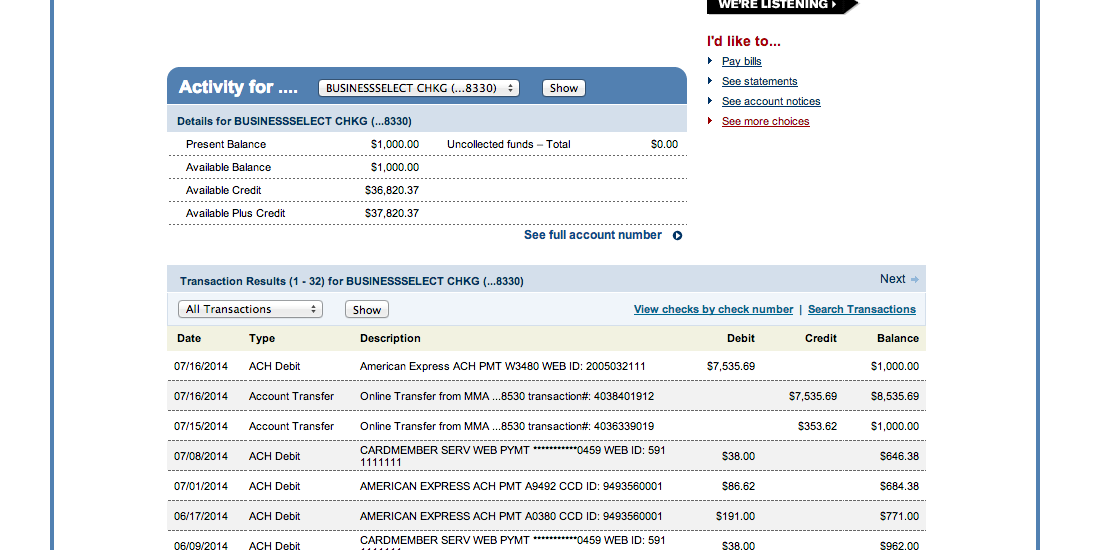 WE'RE LISTENING
I'd like to...
Pay bills
See statements
See account notices
See more choices
Activity for .... BUSINESSSELECT CHKG (...8330) Show
Details for BUSINESSSELECT CHKG (...8330)
Present Balance $1,000.00 Uncollected funds – Total $0.00
Available Balance $1,000.00
Available Credit $36,820.37
Available Plus Credit $37,820.37
See full account number
Transaction Results (1 - 32) for BUSINESSSELECT CHKG (...8330) Next
All Transactions Show View checks by check number | Search Transactions
Date Type Description Debit Credit Balance
07/16/2014 ACH Debit American Express ACH PMT W3480 WEB ID: 2005032111 $7,535.69 $1,000.00
07/16/2014 Account Transfer Online Transfer from MMA ...8530 transaction#: 4038401912 $7,535.69 $8,535.69
07/15/2014 Account Transfer Online Transfer from MMA ...8530 transaction#: 4036339019 $353.62 $1,000.00
07/08/2014 ACH Debit CARDMEMBER SERV WEB PYMT ***********0459 WEB ID: 591 $38.00 $646.38
1111111
07/01/2014 ACH Debit AMERICAN EXPRESS ACH PMT A9492 CCD ID: 9493560001 $86.62 $684.38
06/17/2014 ACH Debit AMERICAN EXPRESS ACH PMT A0380 CCD ID: 9493560001 $191.00 $771.00
06/09/2014 ACH Debit CARDMEMBER SERV WEB PYMT ***********0459 WEB ID: 591 $38.00 $962.00